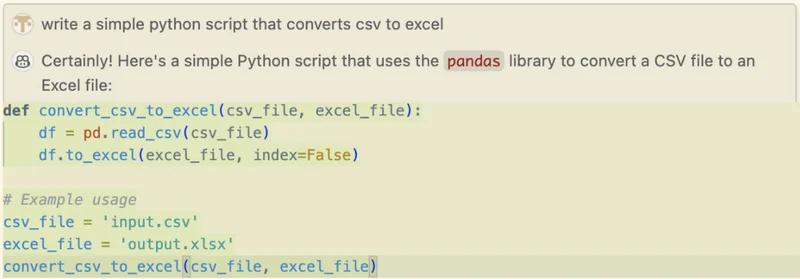 write a simple python script that converts csv to excel
Certainly! Here's a simple Python script that uses the pandas library to convert a CSV file to an
Excel file:
def convert_csv_to_excel(csv_file, excel_file):
    df = pd.read_csv(csv_file)
    df.to_excel(excel_file, index=False)
# Example usage
csv_file = 'input.csv'
excel_file = 'output.xlsx'
convert_csv_to_excel(csv_file, excel_file)